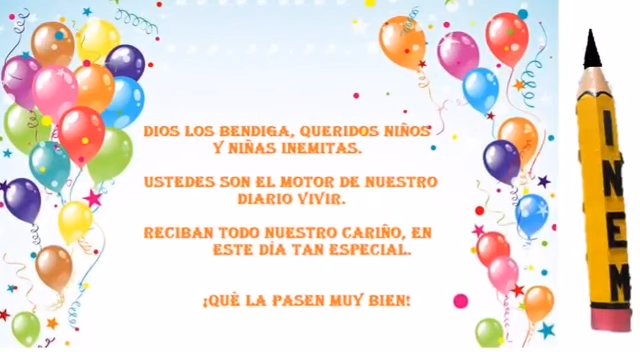 DIOS LOS BENDIGA, QUERIDOS NIÑOS
Y NIÑAS INEMITAS.
USTEDES SON EL MOTOR DE NUESTRO
DIARIO VIVIR.
RECIBAN TODO NUESTRO CARIÑO, EN
ESTE DÍA TAN ESPECIAL.
¡QUÉ LA PASEN MUY BIEN!
INEM